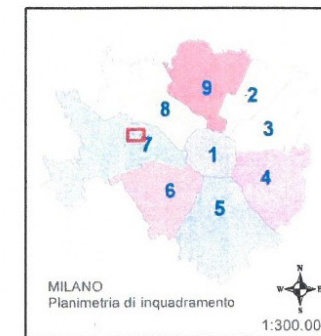 9
2
8
3
7
1
4
6
5
MILANO
Planimetria di inquadramento
N
W E
S
1:300.00